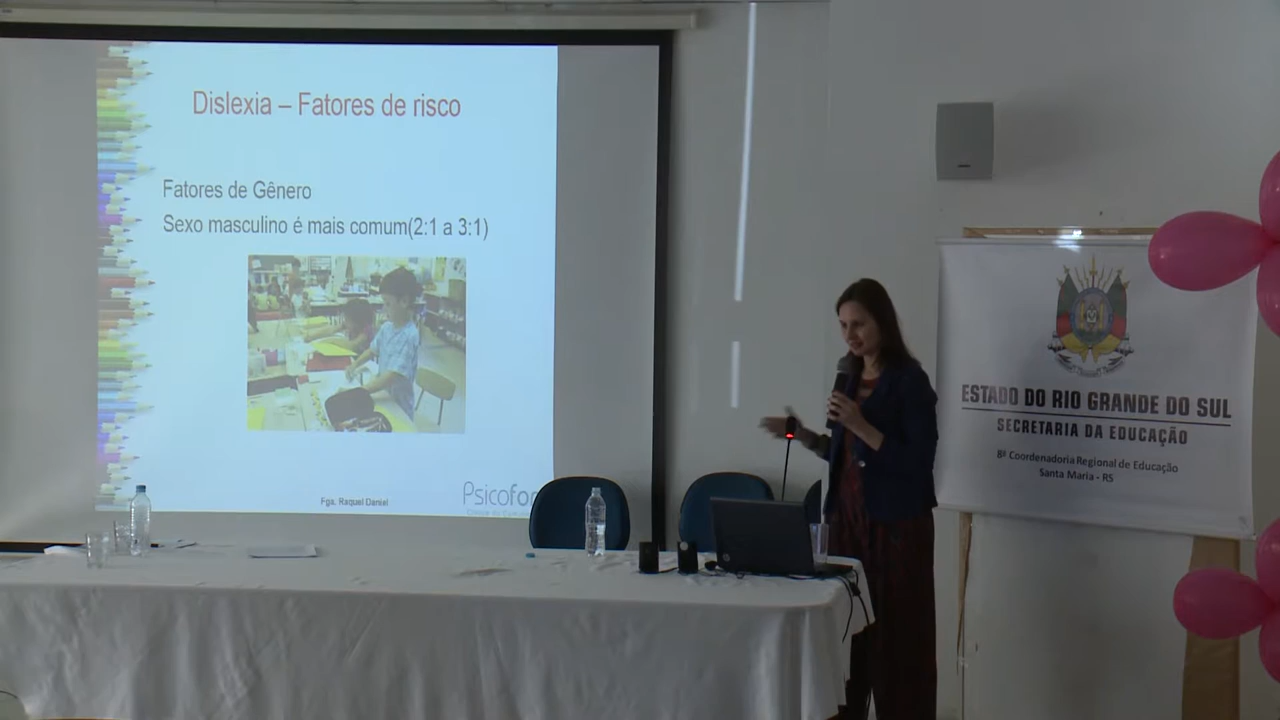 Dislexia – Fatores de risco
Fatores de Gênero
Sexo masculino é mais comum(2:1 a 3:1)
Fga. Raquel Daniel
ESTADO DO RIO GRANDE DO SUL
SECRETARIA DA EDUCAÇÃO
8ª Coordenadoria Regional de Educação
Santa Maria - RS